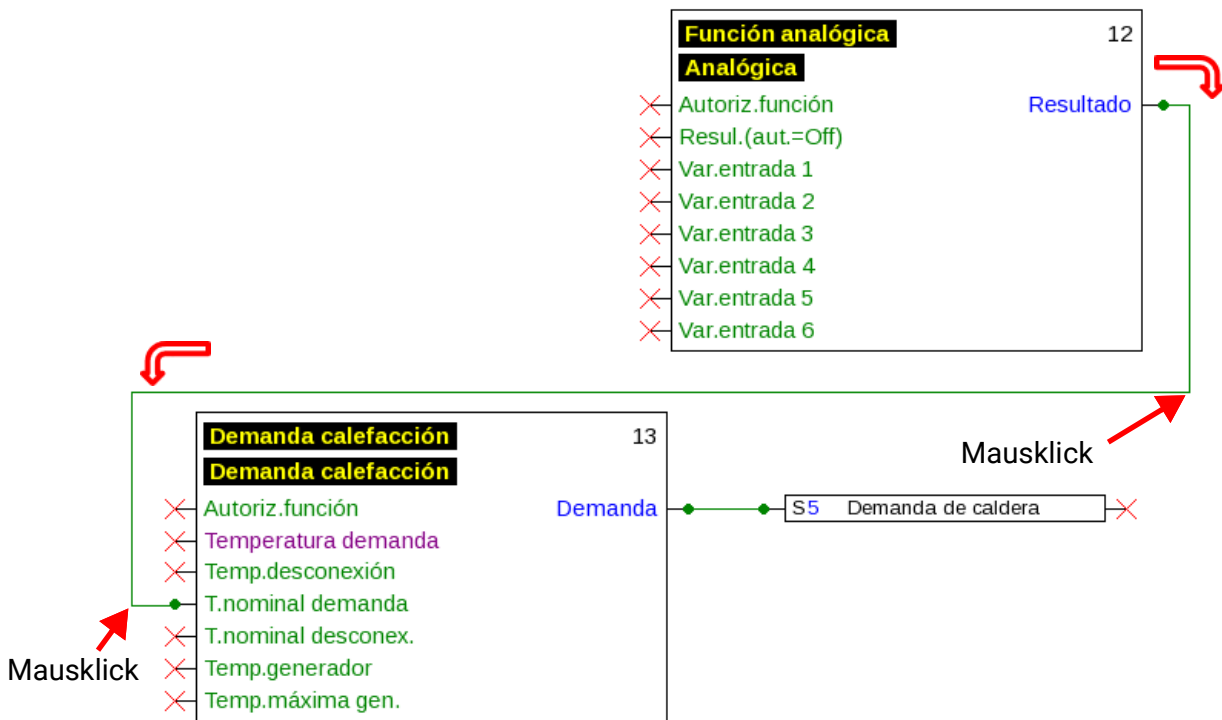 Función analógica 12
Analógica
Autoriz.función Resultado
Resul.(aut.=Off)
Var.entrada 1
Var.entrada 2
Var.entrada 3
Var.entrada 4
Var.entrada 5
Var.entrada 6
Mausklick
Demanda calefacción 13
Demanda calefacción
Autoriz.función Demanda
S5 Demanda de caldera
Temperatura demanda
Temp.desconexión
T.nominal demanda
T.nominal desconex.
Temp.generador
Temp.máxima gen.
Mausklick